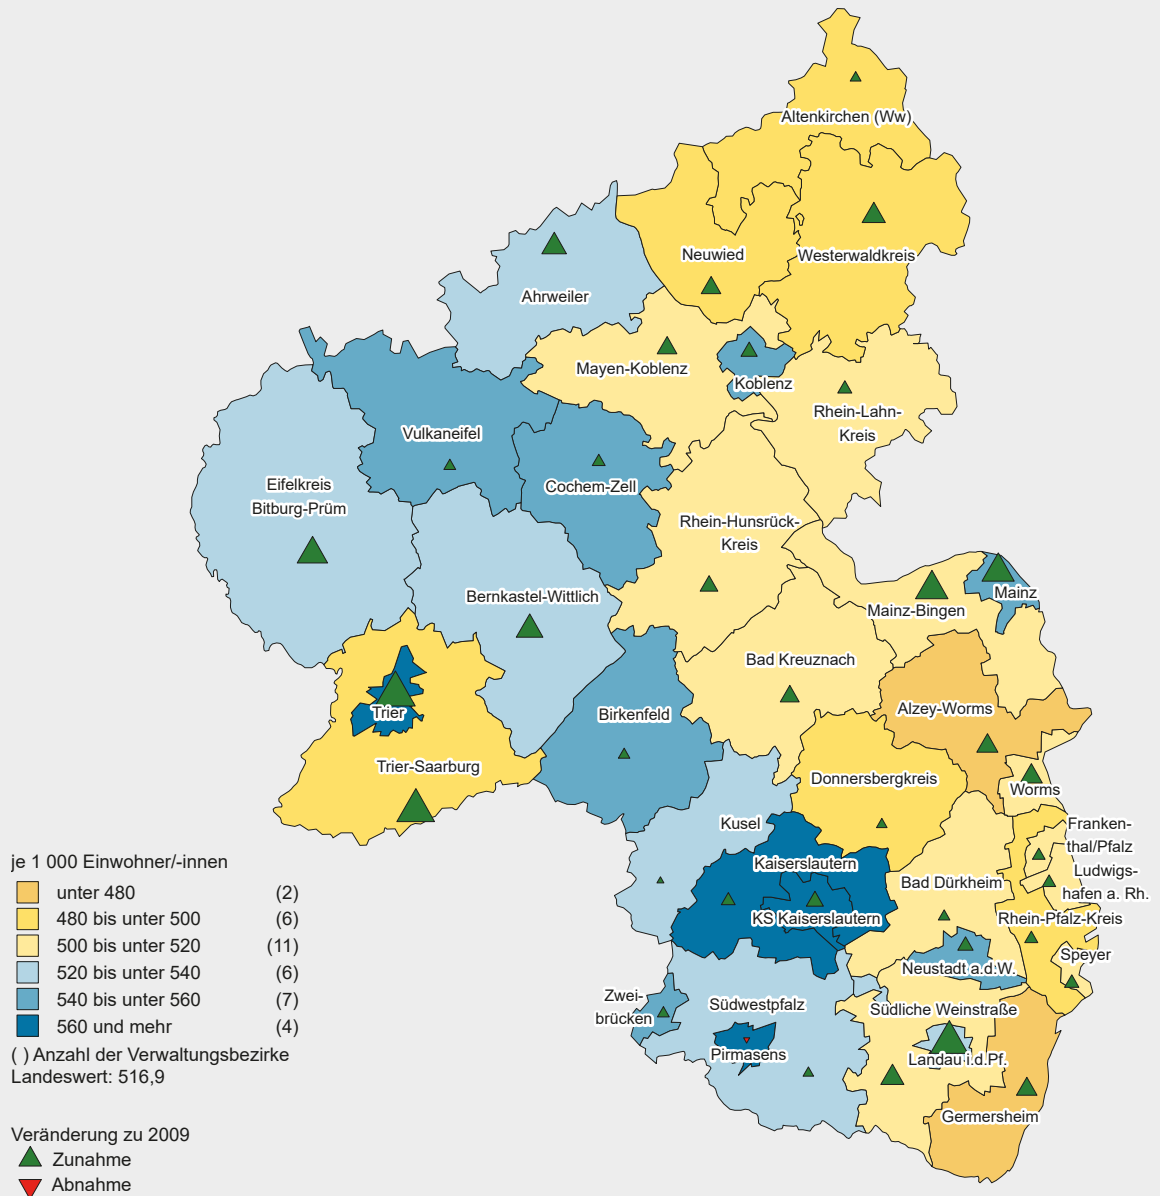 Altenkirchen (Ww)
Neuwied
Westerwaldkreis
Ahrweiler
Mayen-Koblenz
Koblenz
Rhein-Lahn-
Kreis
Vulkaneifel
Cochem-Zell
Eifelkreis
Bitburg-Prüm
Rhein-Hunsrück-
Kreis
Bernkastel-Wittlich
Mainz-Bingen
Mainz
Bad Kreuznach
Birkenfeld
Alzey-Worms
Trier
Trier-Saarburg
Donnersbergkreis
Worms
Kusel
Franken-
thal/Pfalz
Kaiserslautern
Ludwigs-
hafen a. Rh.
Bad Dürkheim
KS Kaiserslautern
Rhein-Pfalz-Kreis
Speyer
Neustadt a.d.W.
Zwei-
brücken
Südwestpfalz
Südliche Weinstraße
Pirmasens
Landau i.d.Pf.
Germersheim
je 1 000 Einwohner/-innen
unter 480 (2)
480 bis unter 500 (6)
500 bis unter 520 (11)
520 bis unter 540 (6)
540 bis unter 560 (7)
560 und mehr (4)
( ) Anzahl der Verwaltungsbezirke
Landeswert: 516,9
Veränderung zu 2009
Zunahme
Abnahme